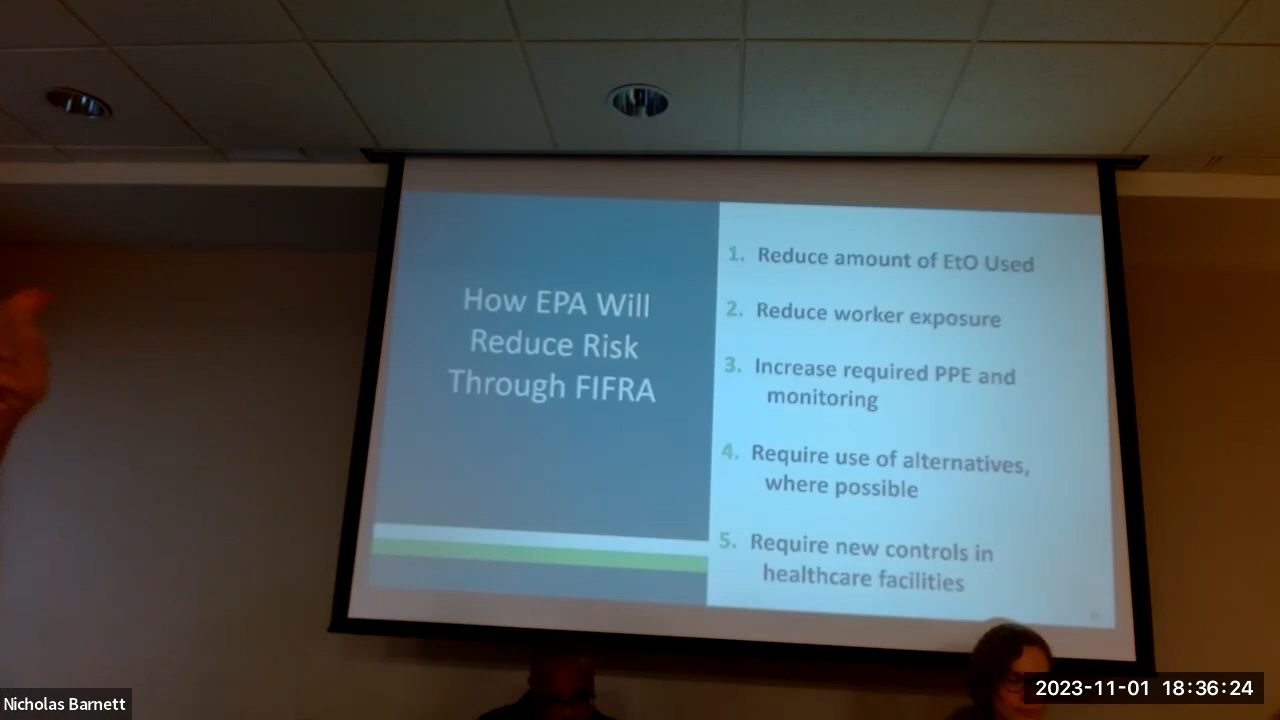 How EPA Will
Reduce Risk
Through FIFRA
1. Reduce amount of EtO Used
2. Reduce worker exposure
3. Increase required PPE and
monitoring
4. Require use of alternatives,
where possible
5. Require new controls in
healthcare facilities
Nicholas Barnett
2023-11-01 18:36:24